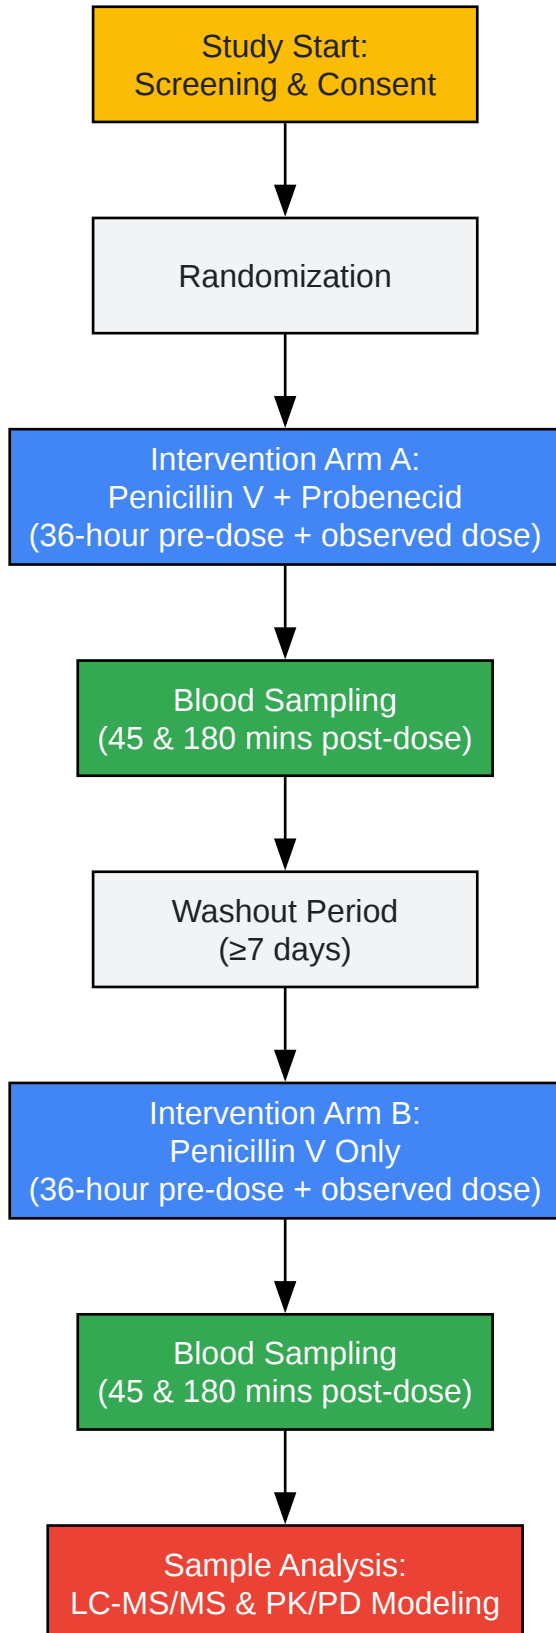 Study Start:
Screening & Consent
Randomization
Intervention Arm A:
Penicillin V + Probenecid
(36-hour pre-dose + observed dose)
Blood Sampling
(45 & 180 mins post-dose)
Washout Period
(≥7 days)
Intervention Arm B:
Penicillin V Only
(36-hour pre-dose + observed dose)
Blood Sampling
(45 & 180 mins post-dose)
Sample Analysis:
LC-MS/MS & PK/PD Modeling